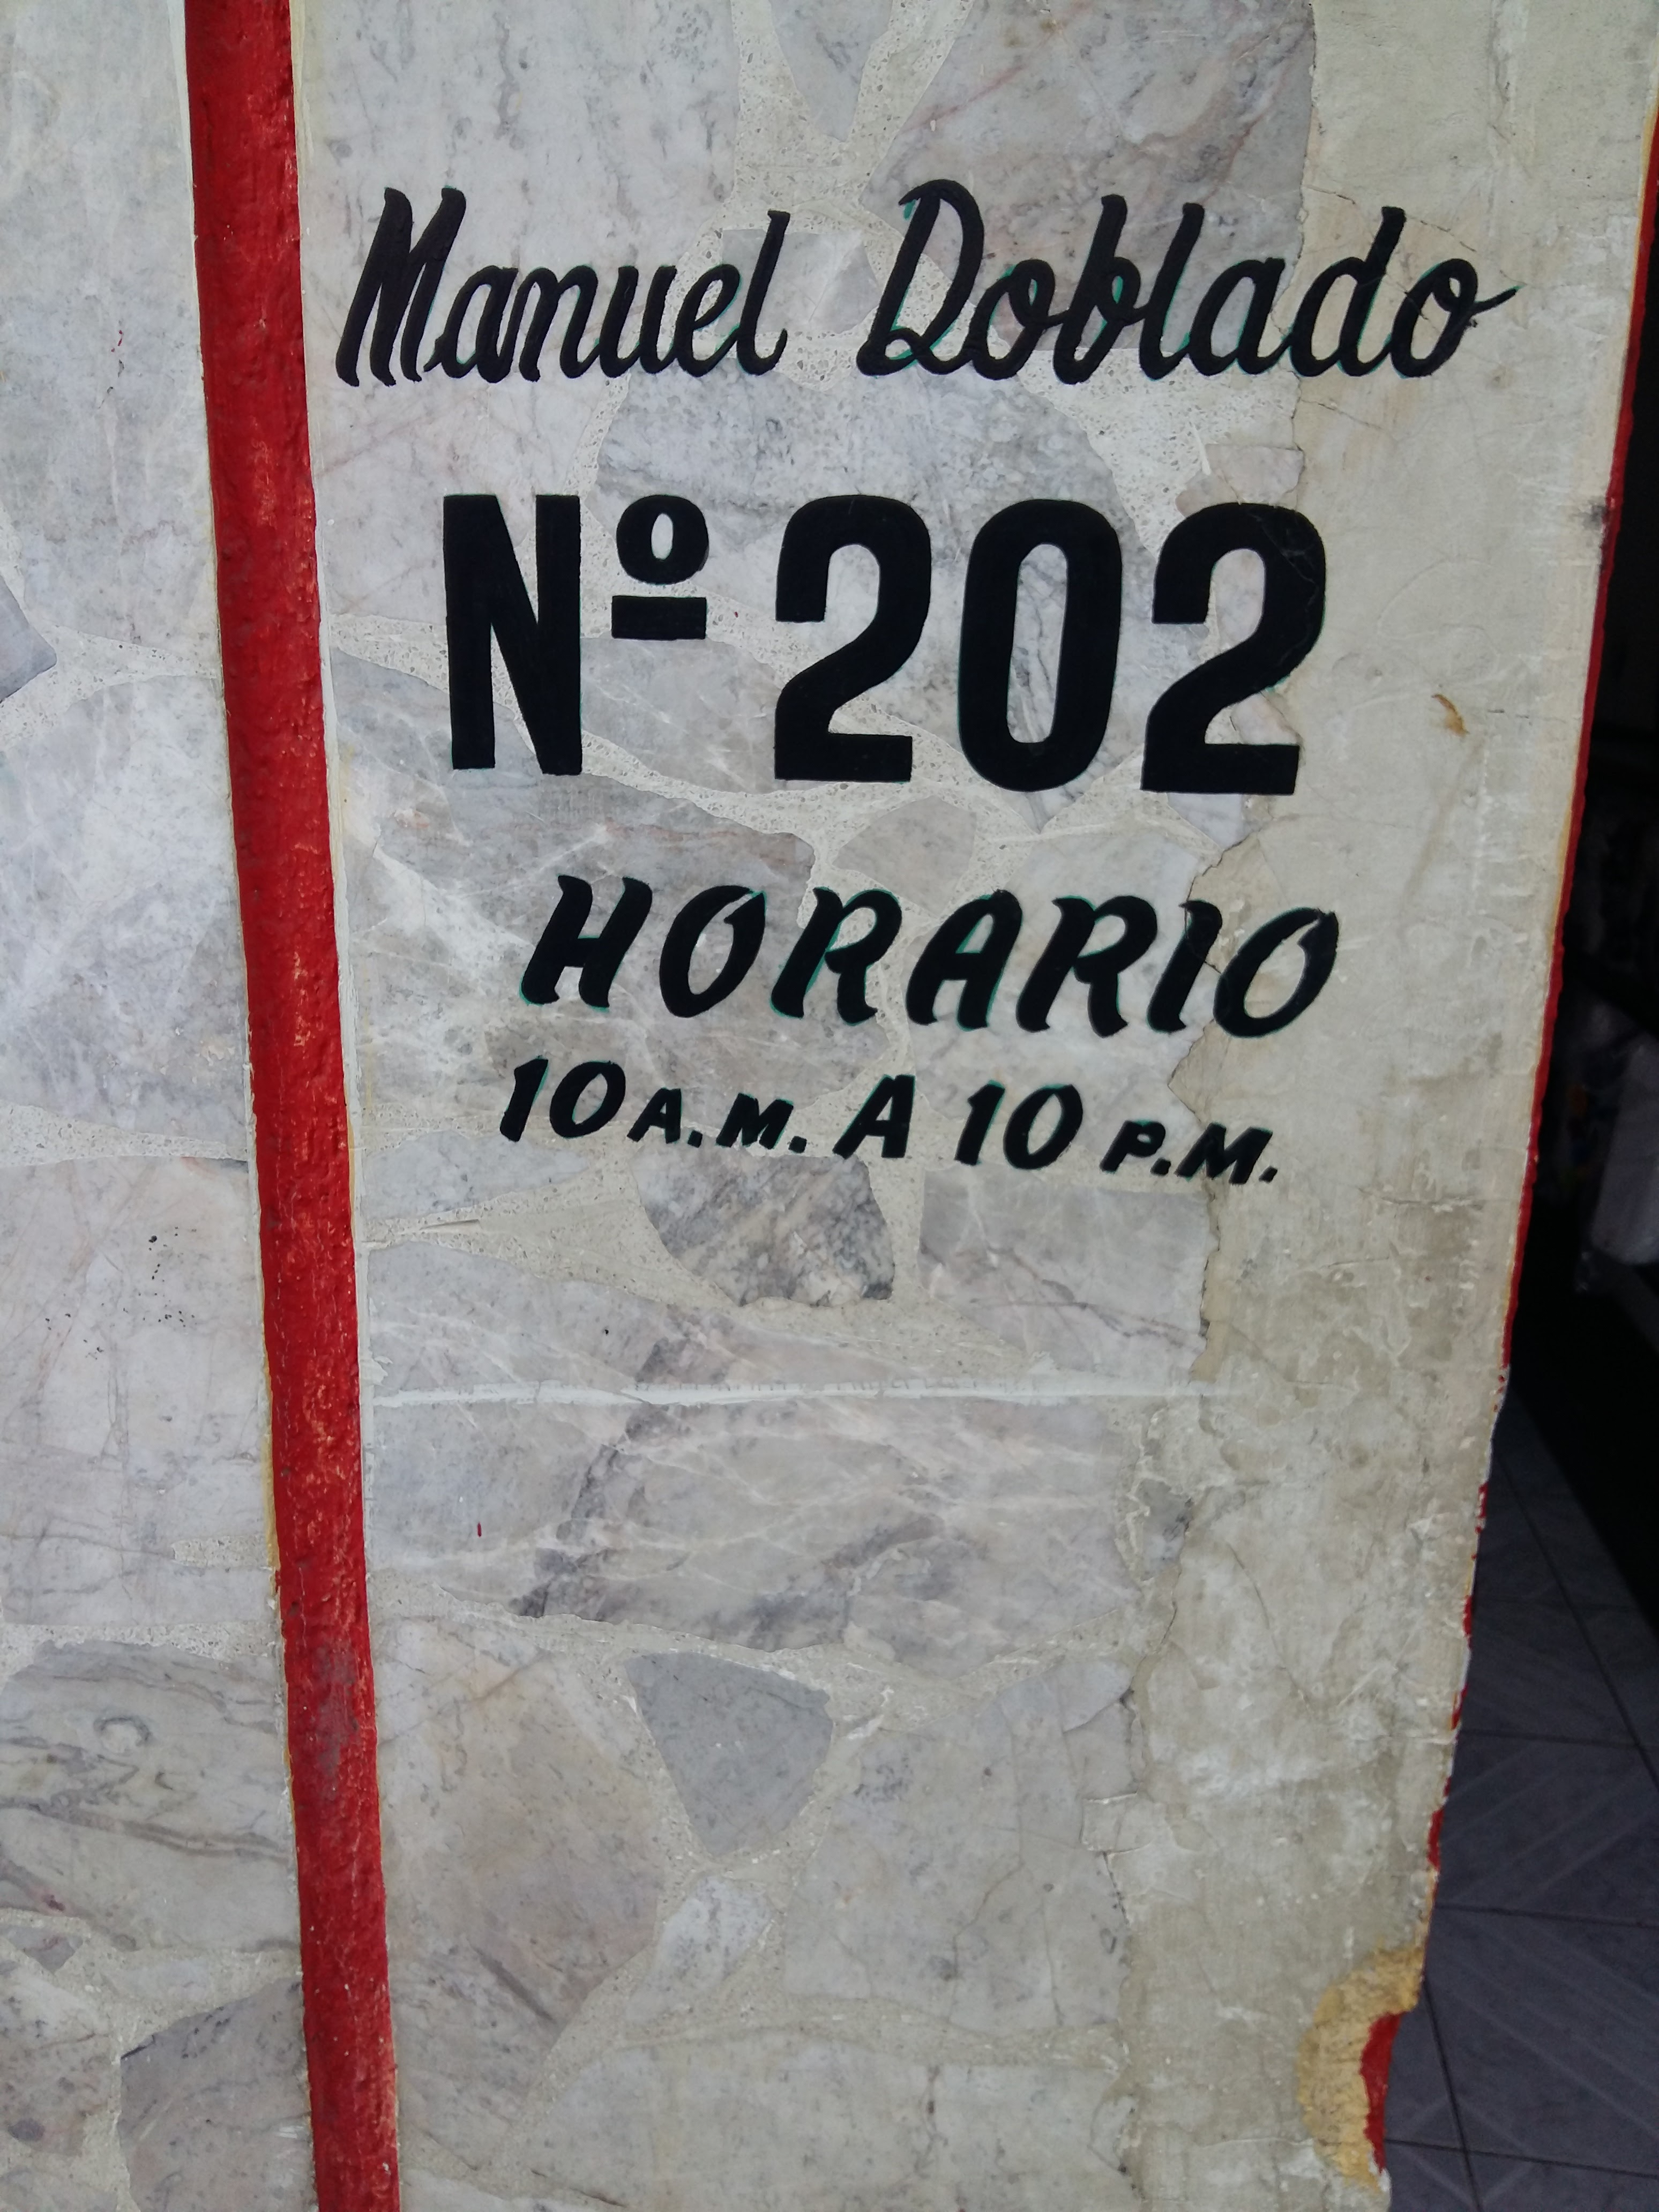 Manuel Doblado
Nº 202
HORARIO
10 A.M. A 10 P.M.